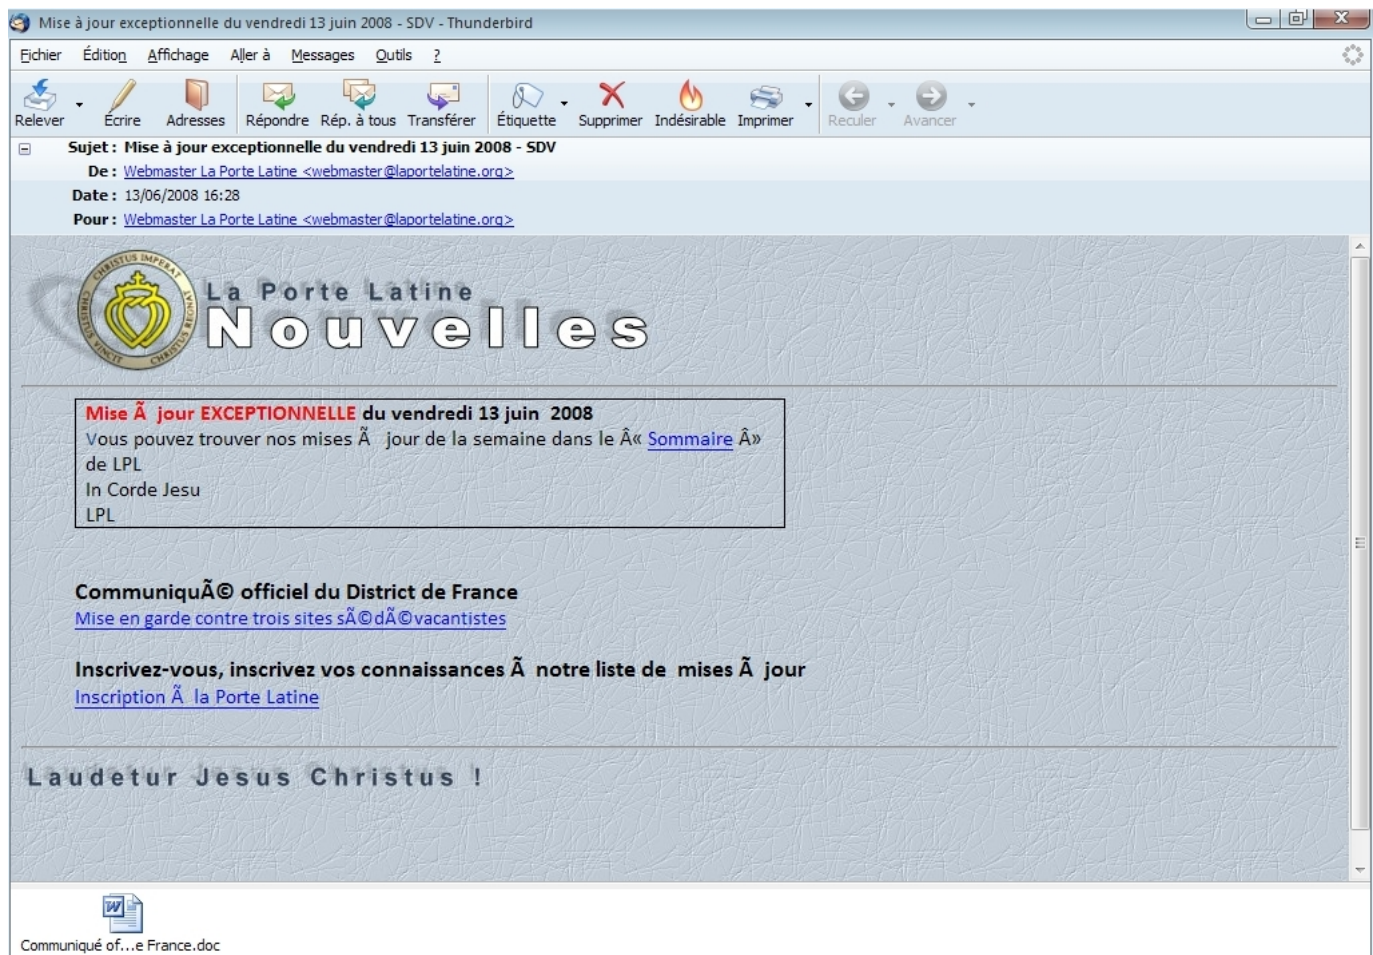 Mise à jour exceptionnelle du vendredi 13 juin 2008 - SDV - Thunderbird
Fichier Édition Affichage Aller à Messages Outils ?
Relever Écrire Adresses Répondre Rép. à tous Transférer Étiquette Supprimer Indésirable Imprimer Reculer Avancer
Sujet : Mise à jour exceptionnelle du vendredi 13 juin 2008 - SDV
De : Webmaster La Porte Latine <webmaster@laportelatine.org>
Date : 13/06/2008 16:28
Pour : Webmaster La Porte Latine <webmaster@laportelatine.org>
CHRISTUS VINCIT CHRISTUS IMPERAT CHRISTUS REGNAT
La Porte Latine
Nouvelles
Mise Ã  jour EXCEPTIONNELLE du vendredi 13 juin  2008
Vous pouvez trouver nos mises Ã  jour de la semaine dans le Â« Sommaire Â»
de LPL
In Corde Jesu
LPL
CommuniquÃ© officiel du District de France
Mise en garde contre trois sites sÃ©dÃ©vacantistes
Inscrivez-vous, inscrivez vos connaissances Ã  notre liste de  mises Ã  jour
Inscription Ã  la Porte Latine
Laudetur Jesus Christus !
W
Communiqué of...e France.doc